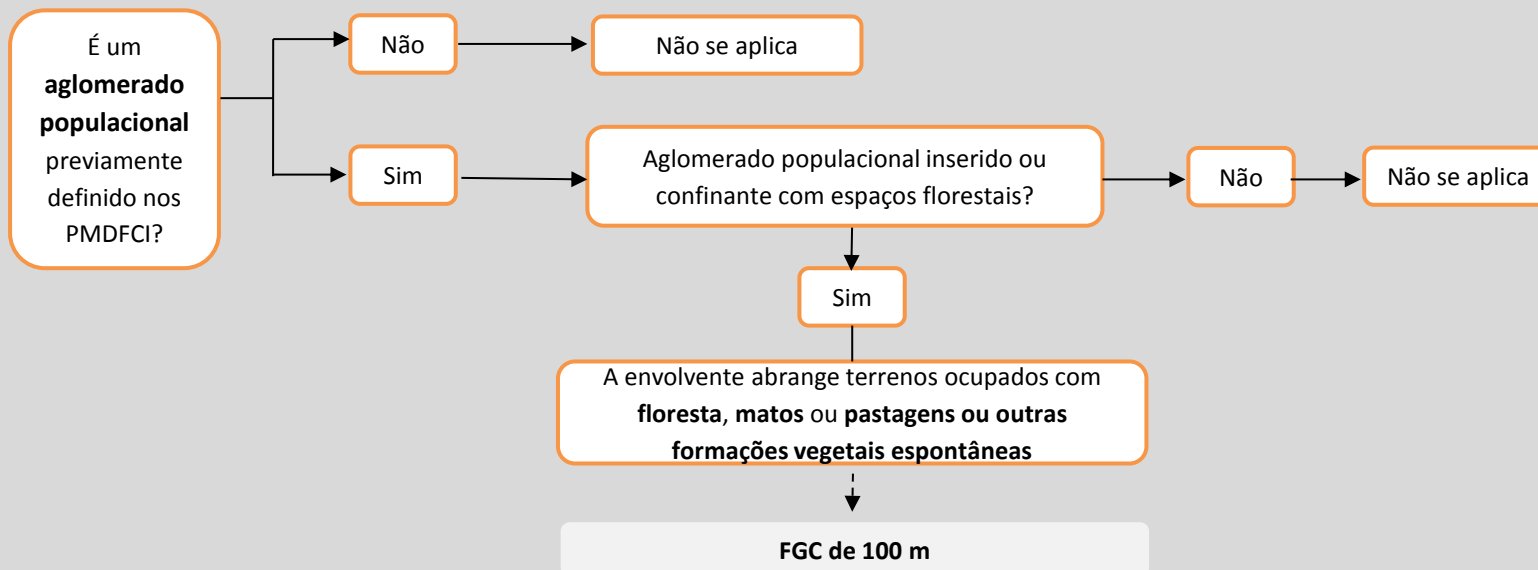 É um
aglomerado
populacional
previamente
definido nos
PMDFCI?
Não
Não se aplica
Sim
Aglomerado populacional inserido ou
confinante com espaços florestais?
Não
Não se aplica
Sim
A envolvente abrange terrenos ocupados com
floresta, matos ou pastagens ou outras
formações vegetais espontâneas
FGC de 100 m